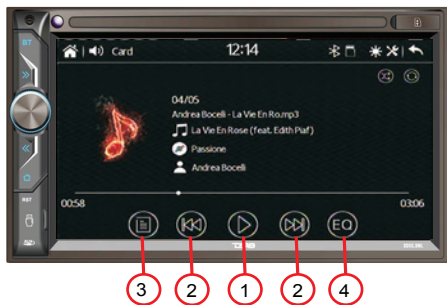 BT
Card
12:14
04/05
Andrea Bocelli - La Vie En Ro.mp3
La Vie En Rose (feat. Edith Piaf)
Passione
Andrea Bocelli
00:58
03:06
RST
EQ
3
2
1
2
4